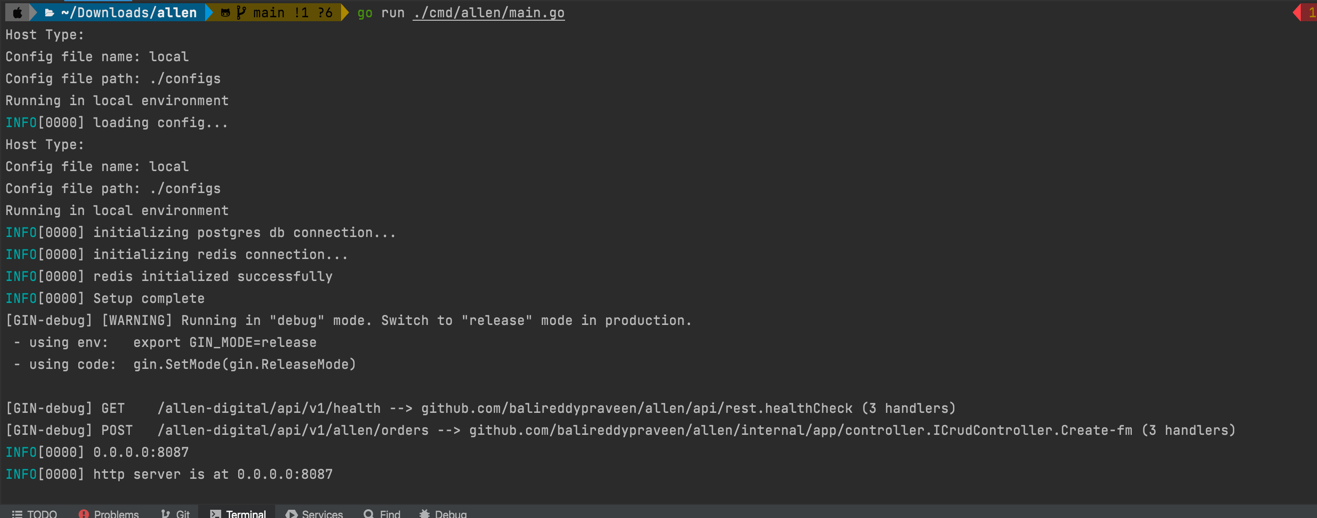 ~/Downloads/allen main !1 ?6 go run ./cmd/allen/main.go 1
Host Type:
Config file name: local
Config file path: ./configs
Running in local environment
INFO[0000] loading config...
Host Type:
Config file name: local
Config file path: ./configs
Running in local environment
INFO[0000] initializing postgres db connection...
INFO[0000] initializing redis connection...
INFO[0000] redis initialized successfully
INFO[0000] Setup complete
[GIN-debug] [WARNING] Running in "debug" mode. Switch to "release" mode in production.
- using env: export GIN_MODE=release
- using code: gin.SetMode(gin.ReleaseMode)
[GIN-debug] GET /allen-digital/api/v1/health --> github.com/balireddypraveen/allen/api/rest.healthCheck (3 handlers)
[GIN-debug] POST /allen-digital/api/v1/allen/orders --> github.com/balireddypraveen/allen/internal/app/controller.ICrudController.Create-fm (3 handlers)
INFO[0000] 0.0.0.0:8087
INFO[0000] http server is at 0.0.0.0:8087
TODO Problems Git Terminal Services Find Debug